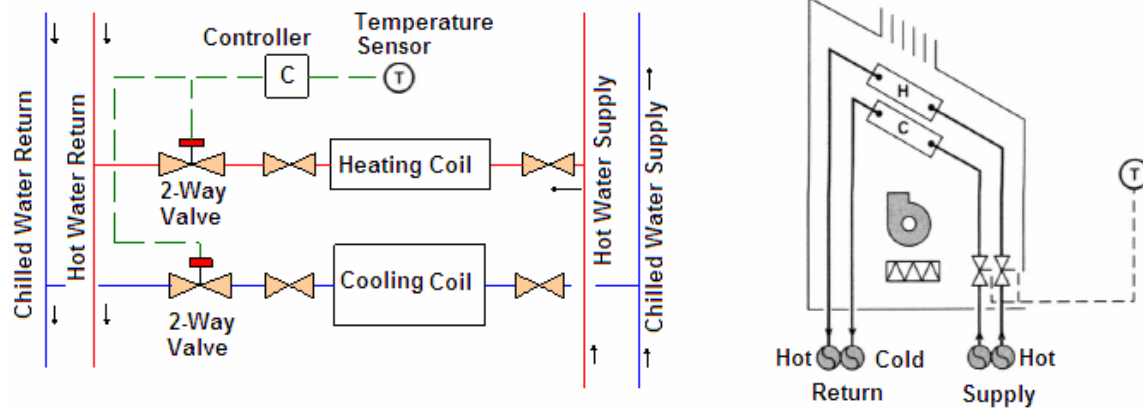 Temperature
Sensor
Controller
C
T
Chilled Water Return
Hot Water Return
Heating Coil
2-Way
Valve
Hot Water Supply
Chilled Water Supply
Cooling Coil
2-Way
Valve
H
C
T
Hot
Cold
Hot
Return
Supply